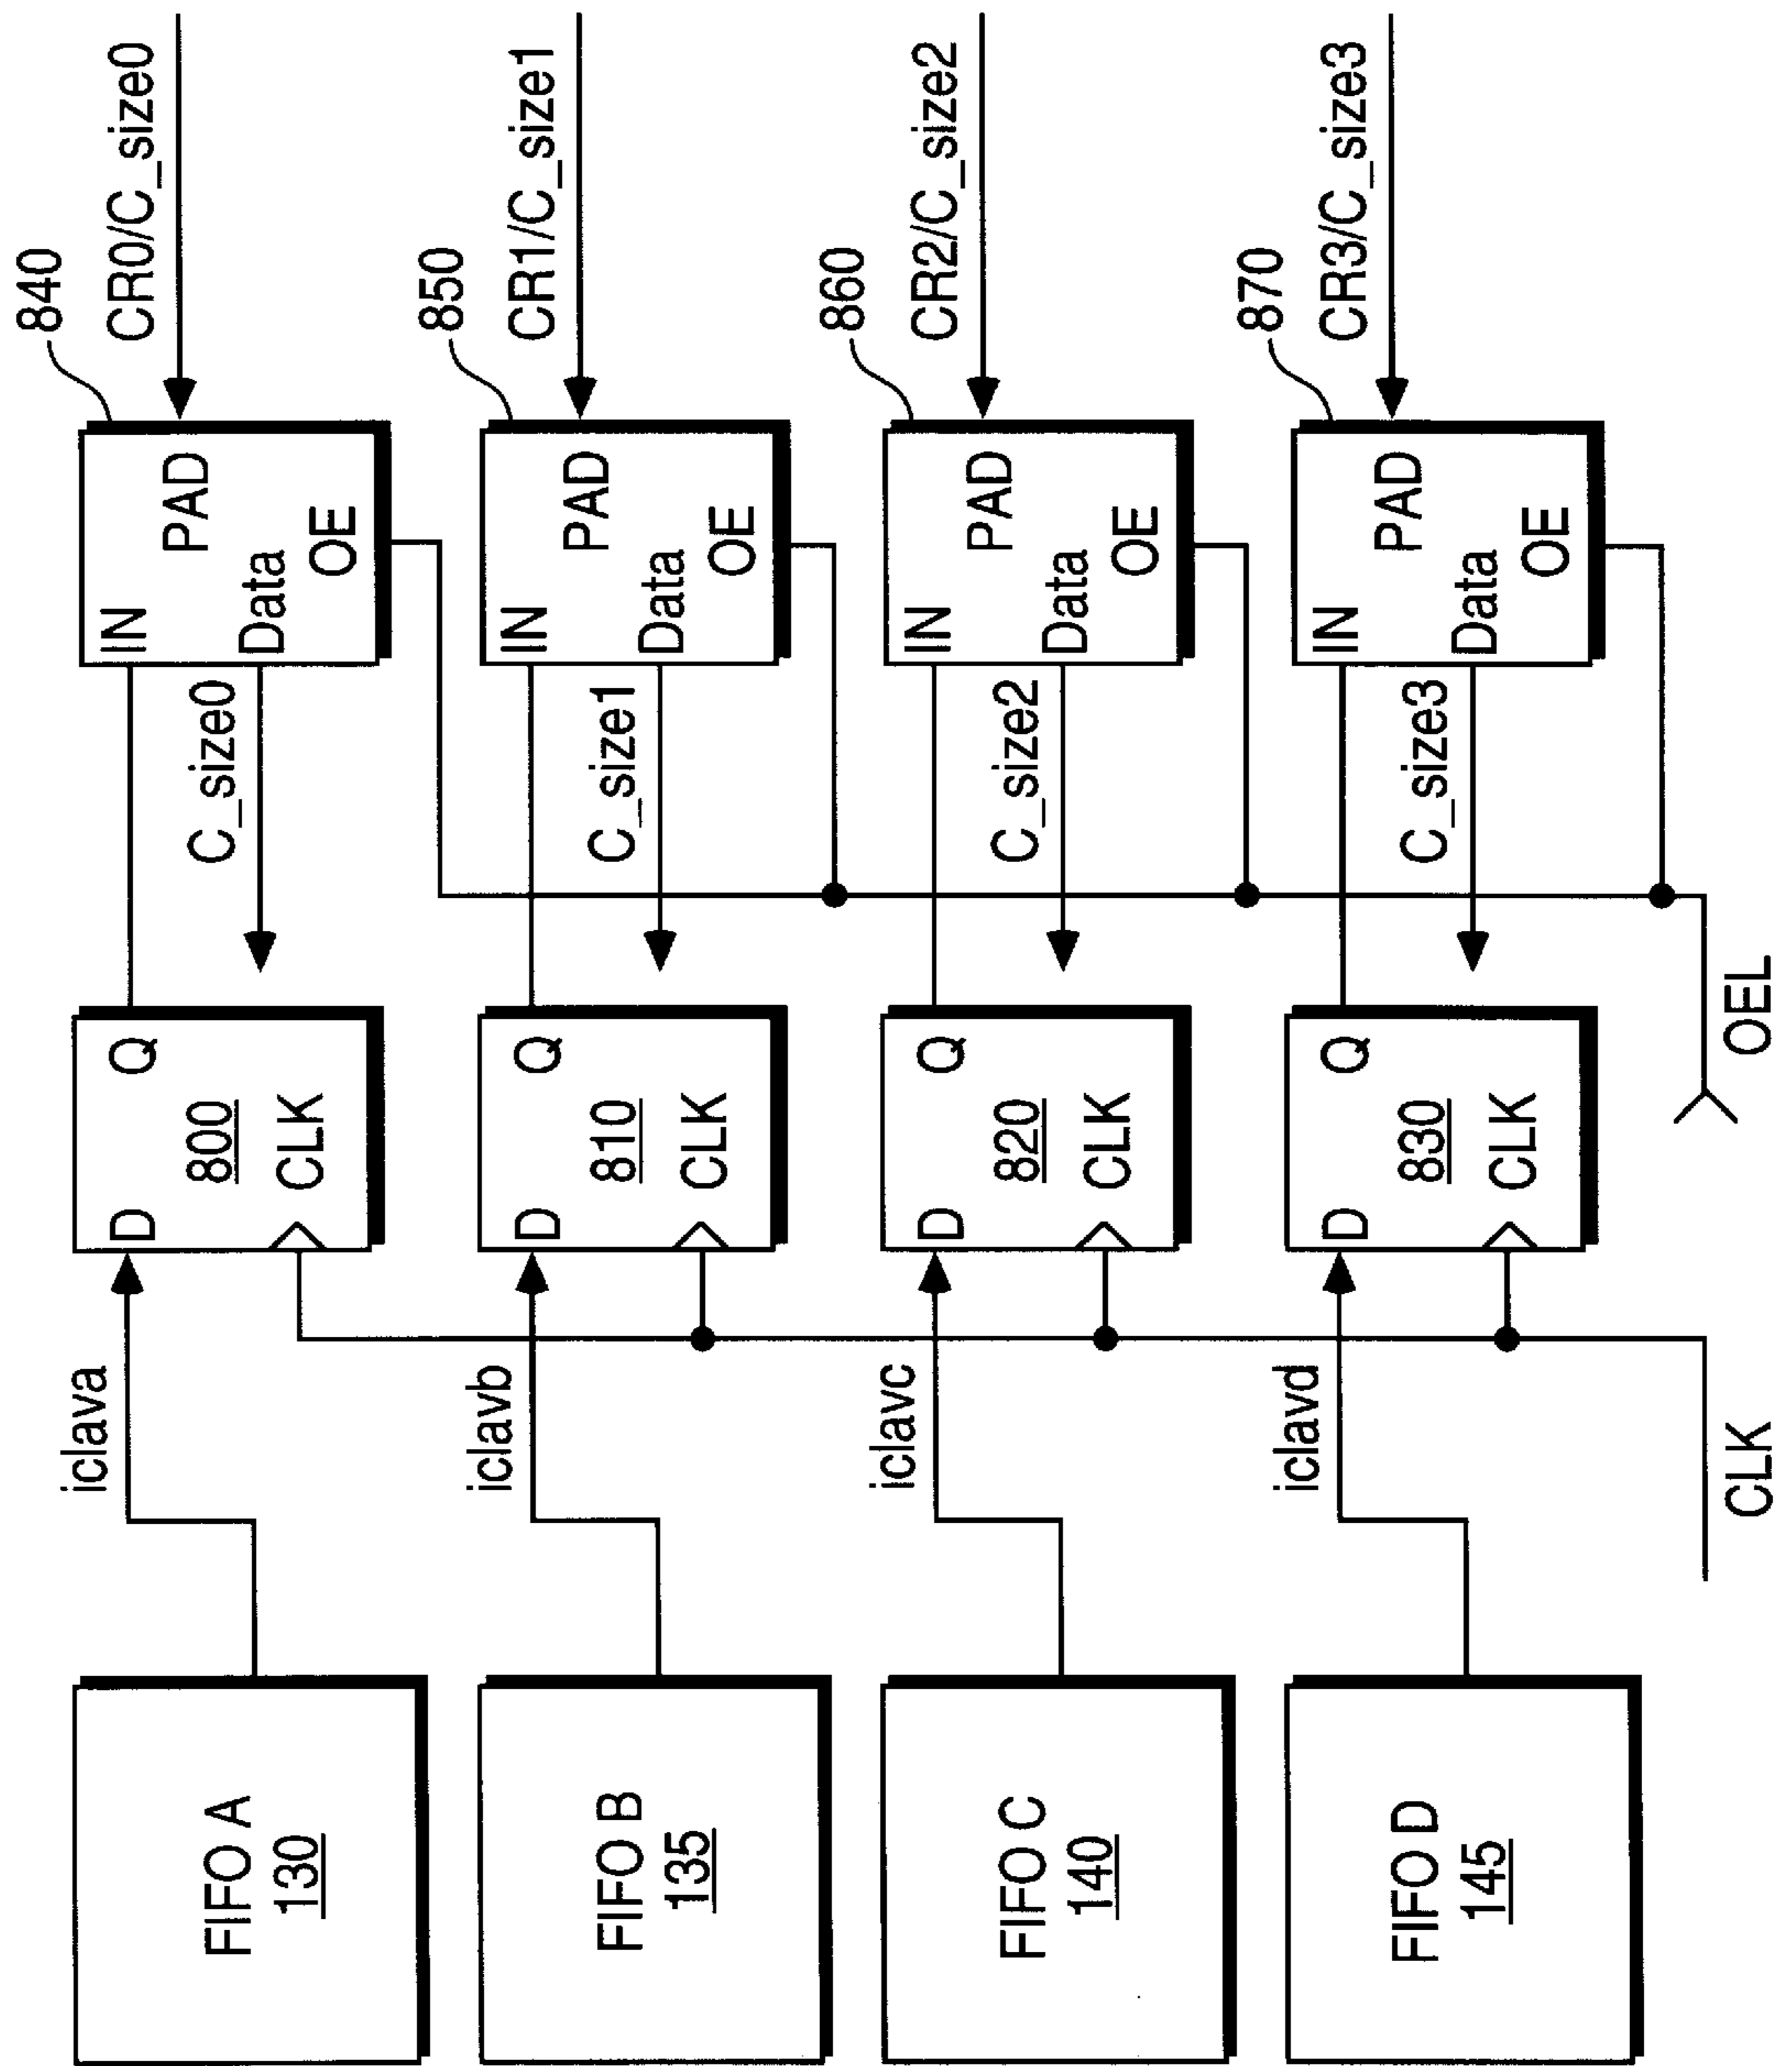 FIFO A
130
iclava
D
Q
800
CLK
C_size0
IN
PAD
Data
OE
840
CR0/C_size0
FIFO B
135
iclavb
D
Q
810
CLK
C_size1
IN
PAD
Data
OE
850
CR1/C_size1
FIFO C
140
iclavc
D
Q
820
CLK
C_size2
IN
PAD
Data
OE
860
CR2/C_size2
FIFO D
145
iclavd
D
Q
830
CLK
C_size3
IN
PAD
Data
OE
870
CR3/C_size3
CLK
OEL